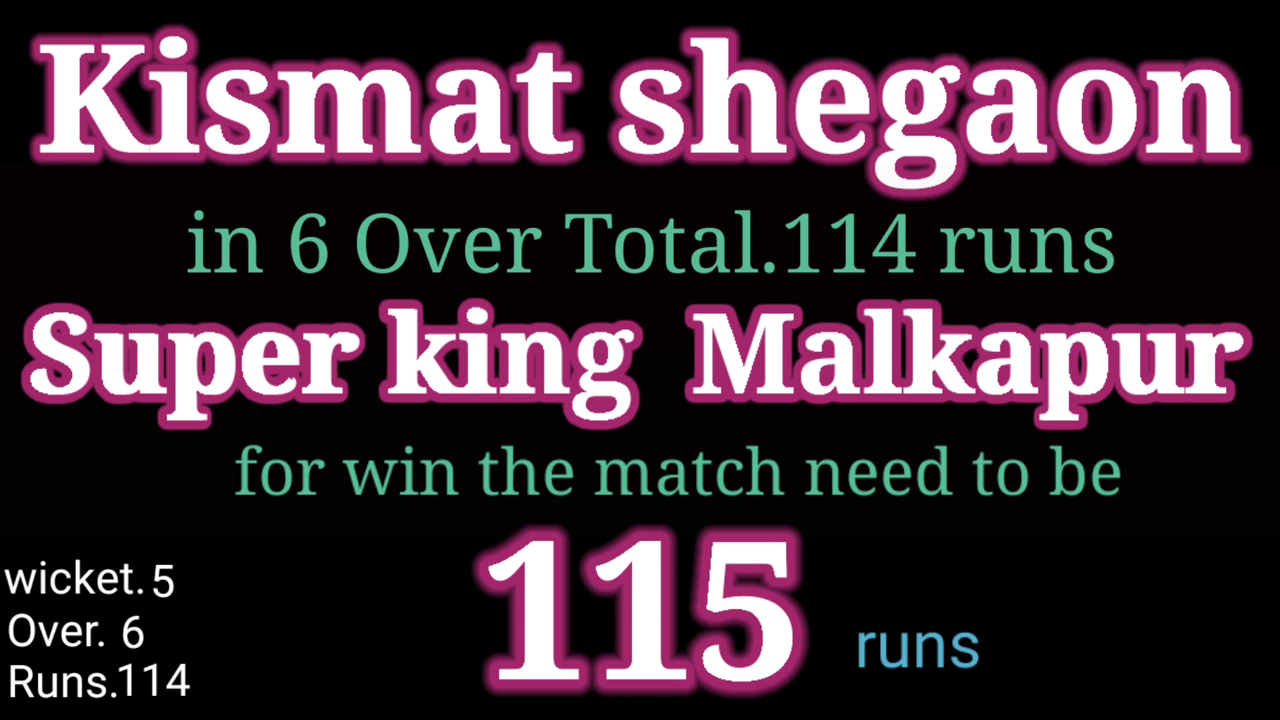 Kismat shegaon
in 6 Over Total.114 runs
Super king Malkapur
for win the match need to be
115 runs
wicket.5
Over. 6
Runs.114